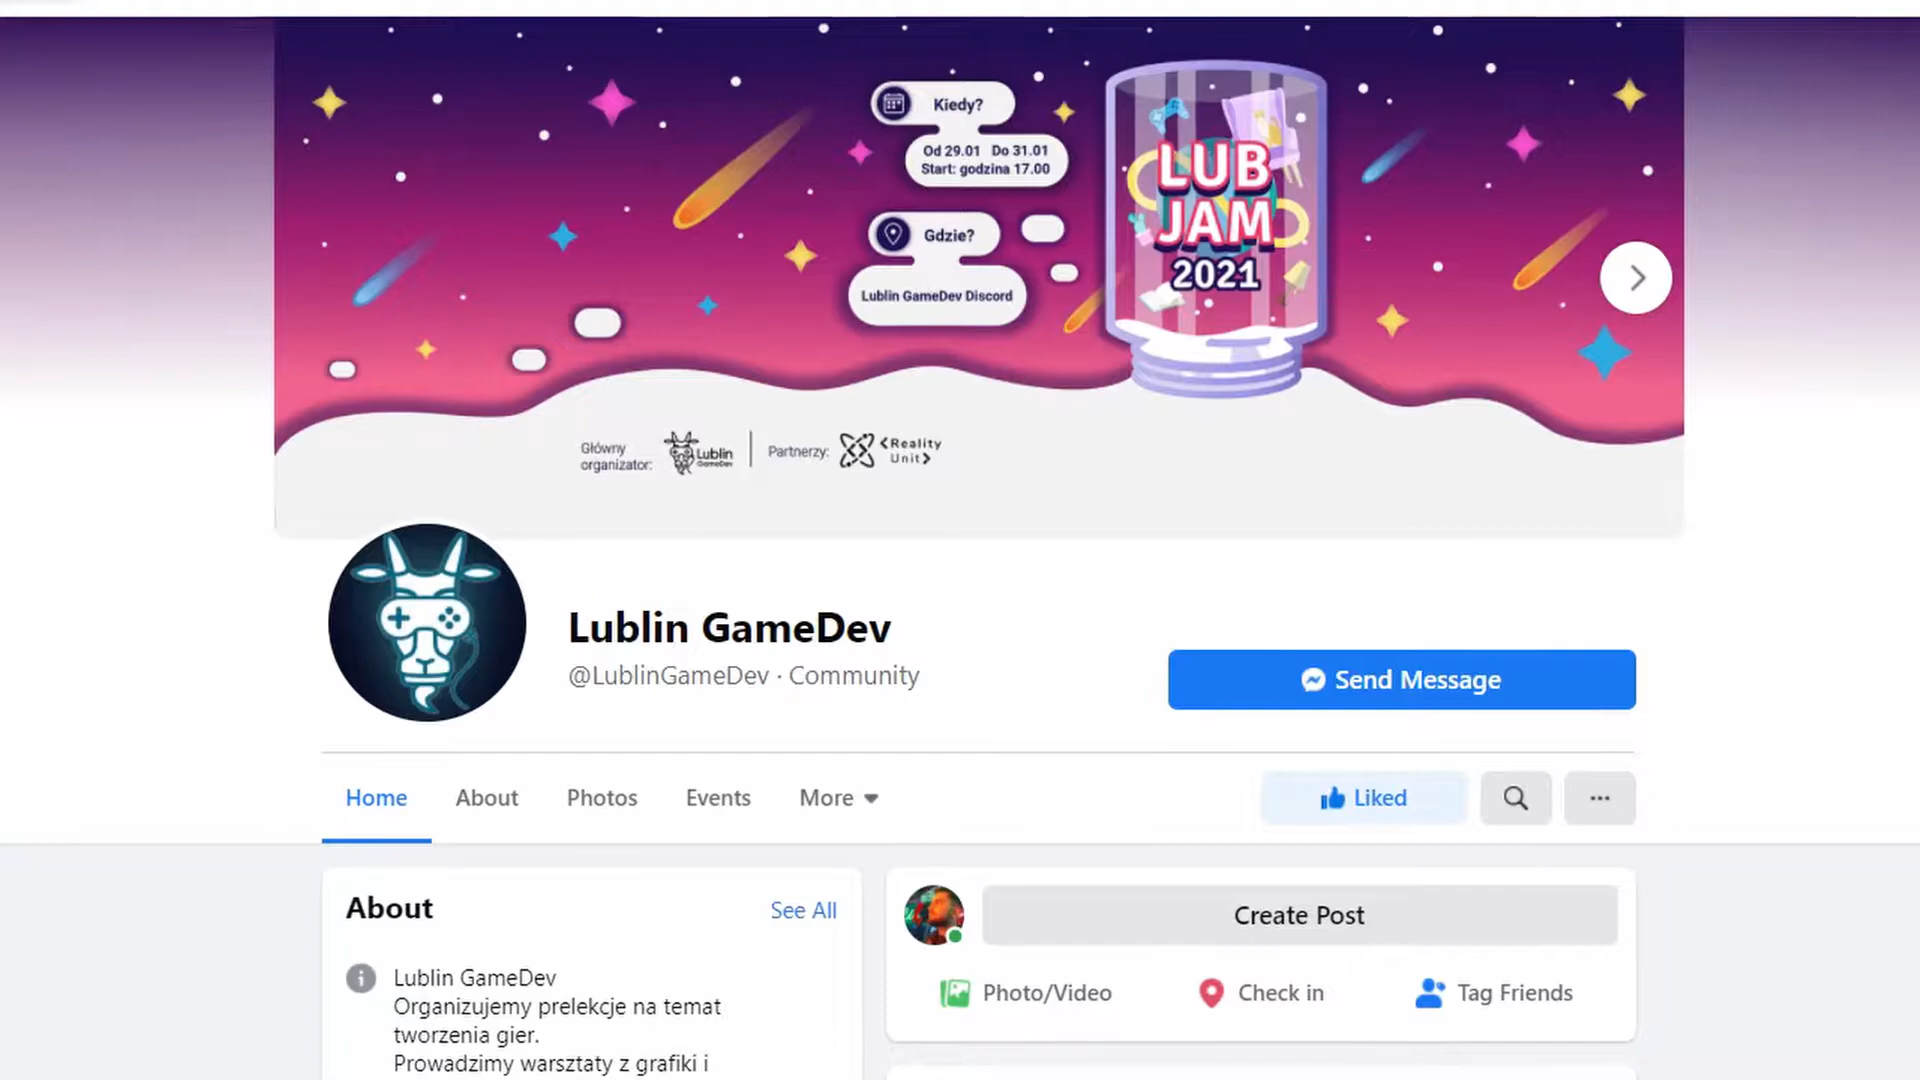 Kiedy?
Od 29.01 Do 31.01
Start: godzina 17.00
Gdzie?
Lublin GameDev Discord
LUB
JAM
2021
Główny
organizator:
Lublin
GameDev
Partnerzy:
<Reality
Unit>
Lublin GameDev
@LublinGameDev · Community
Send Message
Home
About
Photos
Events
More
Liked
About
See All
Lublin GameDev
Organizujemy prelekcje na temat
tworzenia gier.
Prowadzimy warsztaty z grafiki i
Create Post
Photo/Video
Check in
Tag Friends